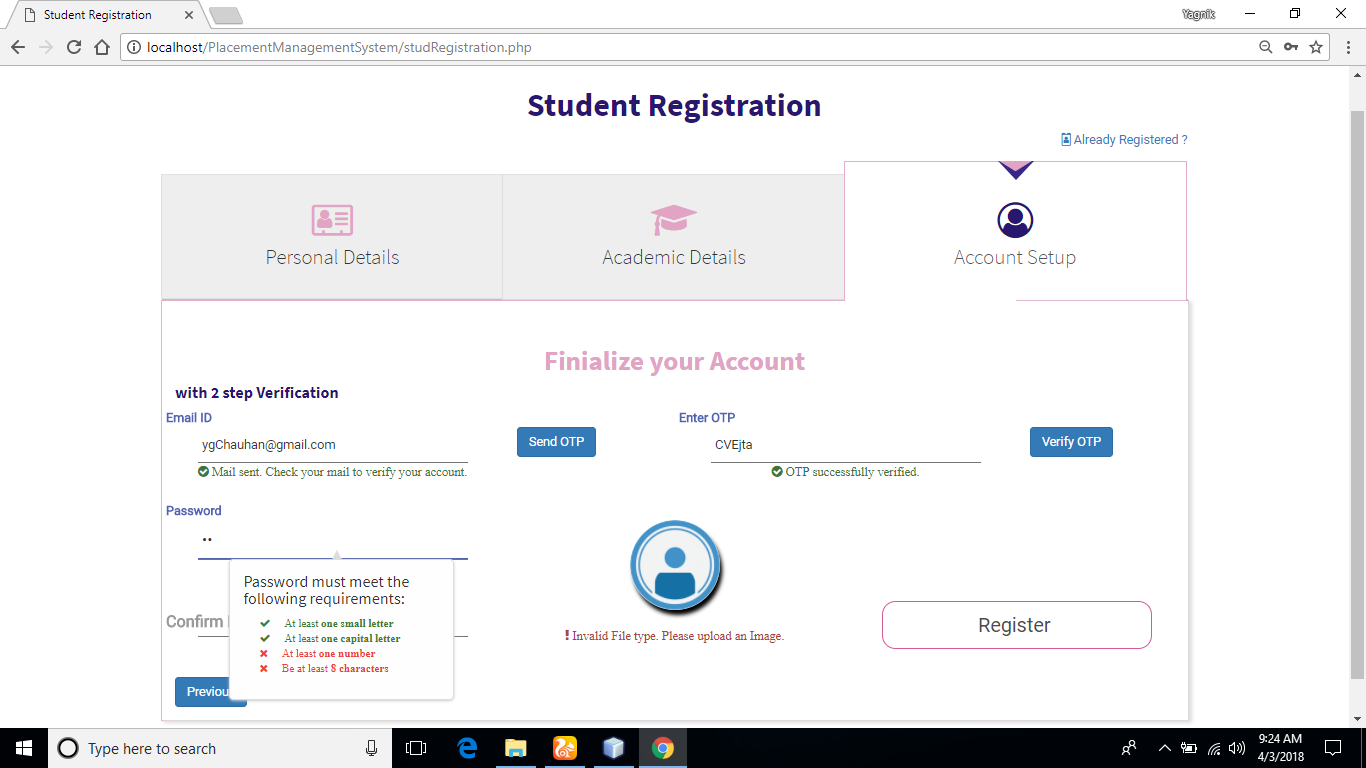 Student Registration
Yagnik
localhost/PlacementManagementSystem/studRegistration.php
Student Registration
Already Registered ?
Personal Details
Academic Details
Account Setup
Finialize your Account
with 2 step Verification
Email ID
Enter OTP
ygChauhan@gmail.com
Send OTP
CVEjta
Verify OTP
Mail sent. Check your mail to verify your account.
OTP successfully verified.
Password
Password must meet the
following requirements:
At least one small letter
At least one capital letter
At least one number
Be at least 8 characters
Confirm
Invalid File type. Please upload an Image.
Register
Previou
Type here to search
9:24 AM
4/3/2018